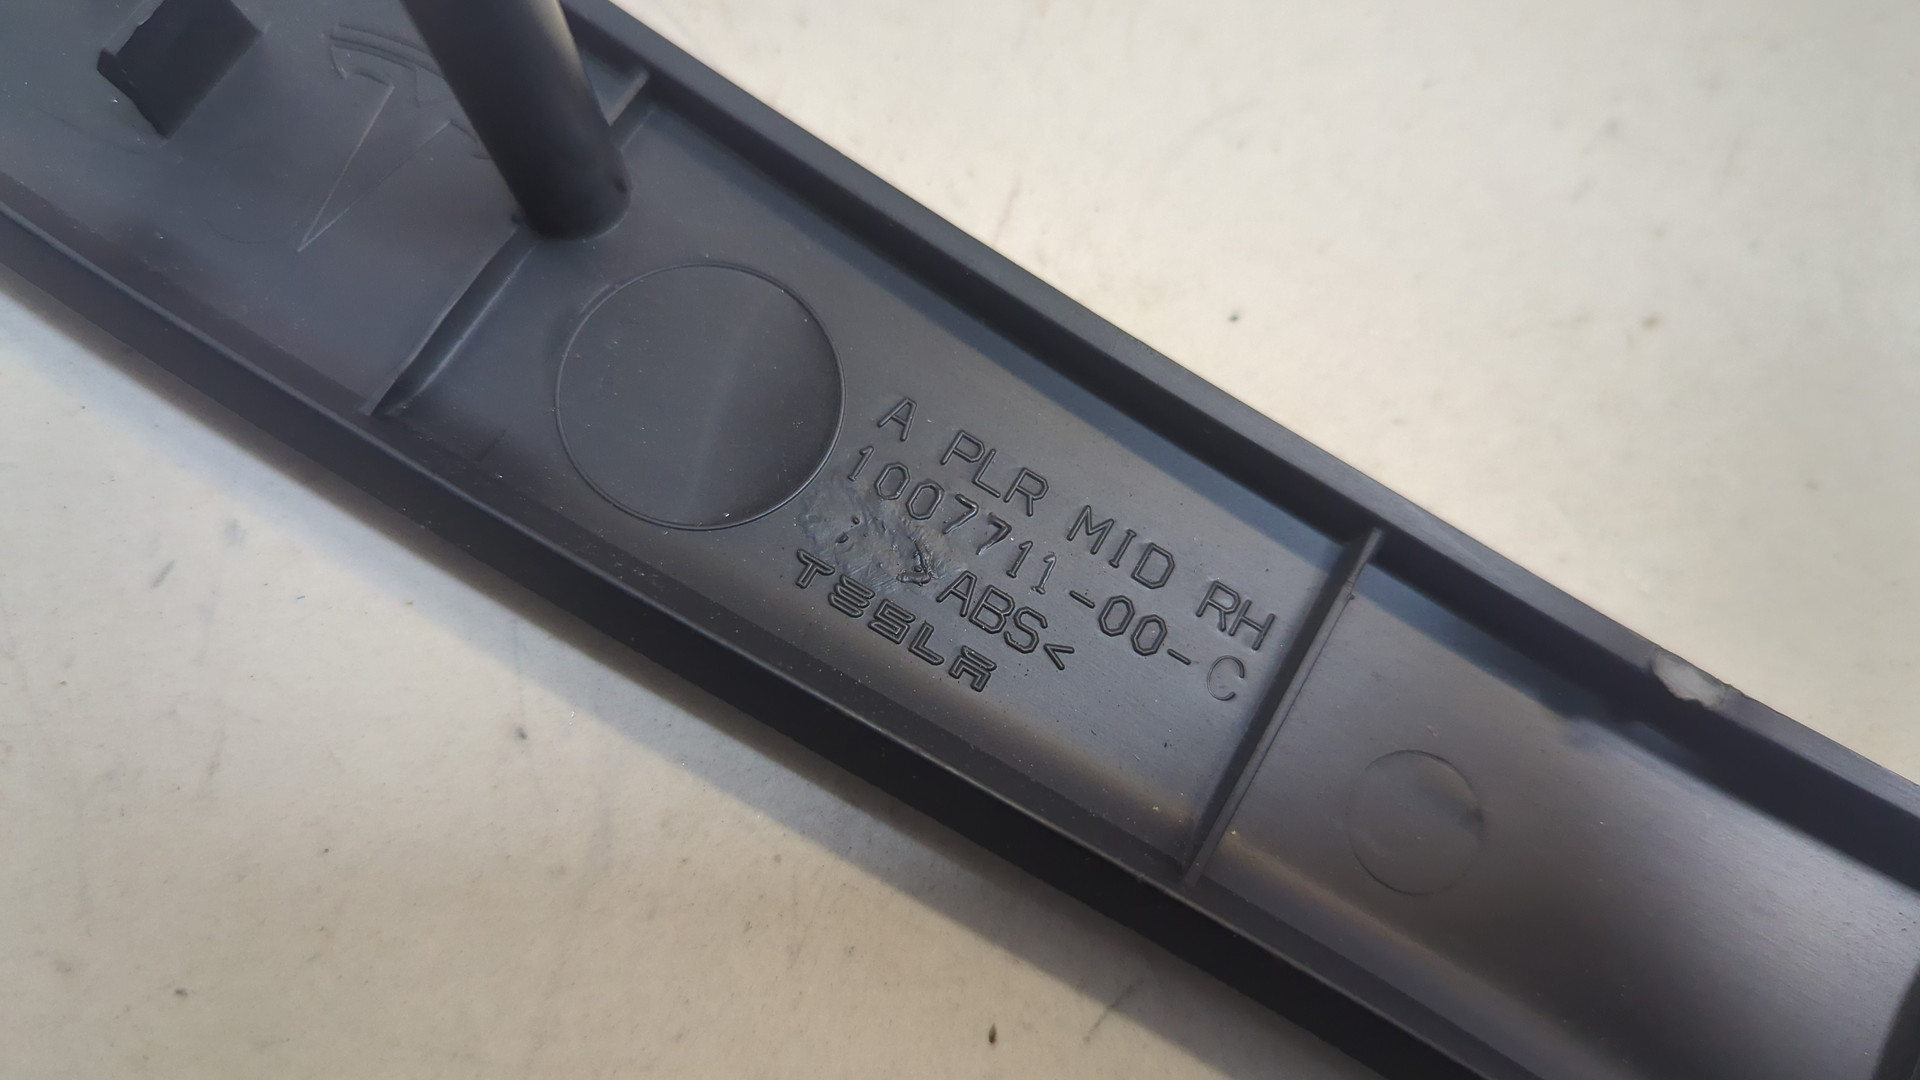 A PLR MID RH
1007711-00-C
>ABS<
TESLA